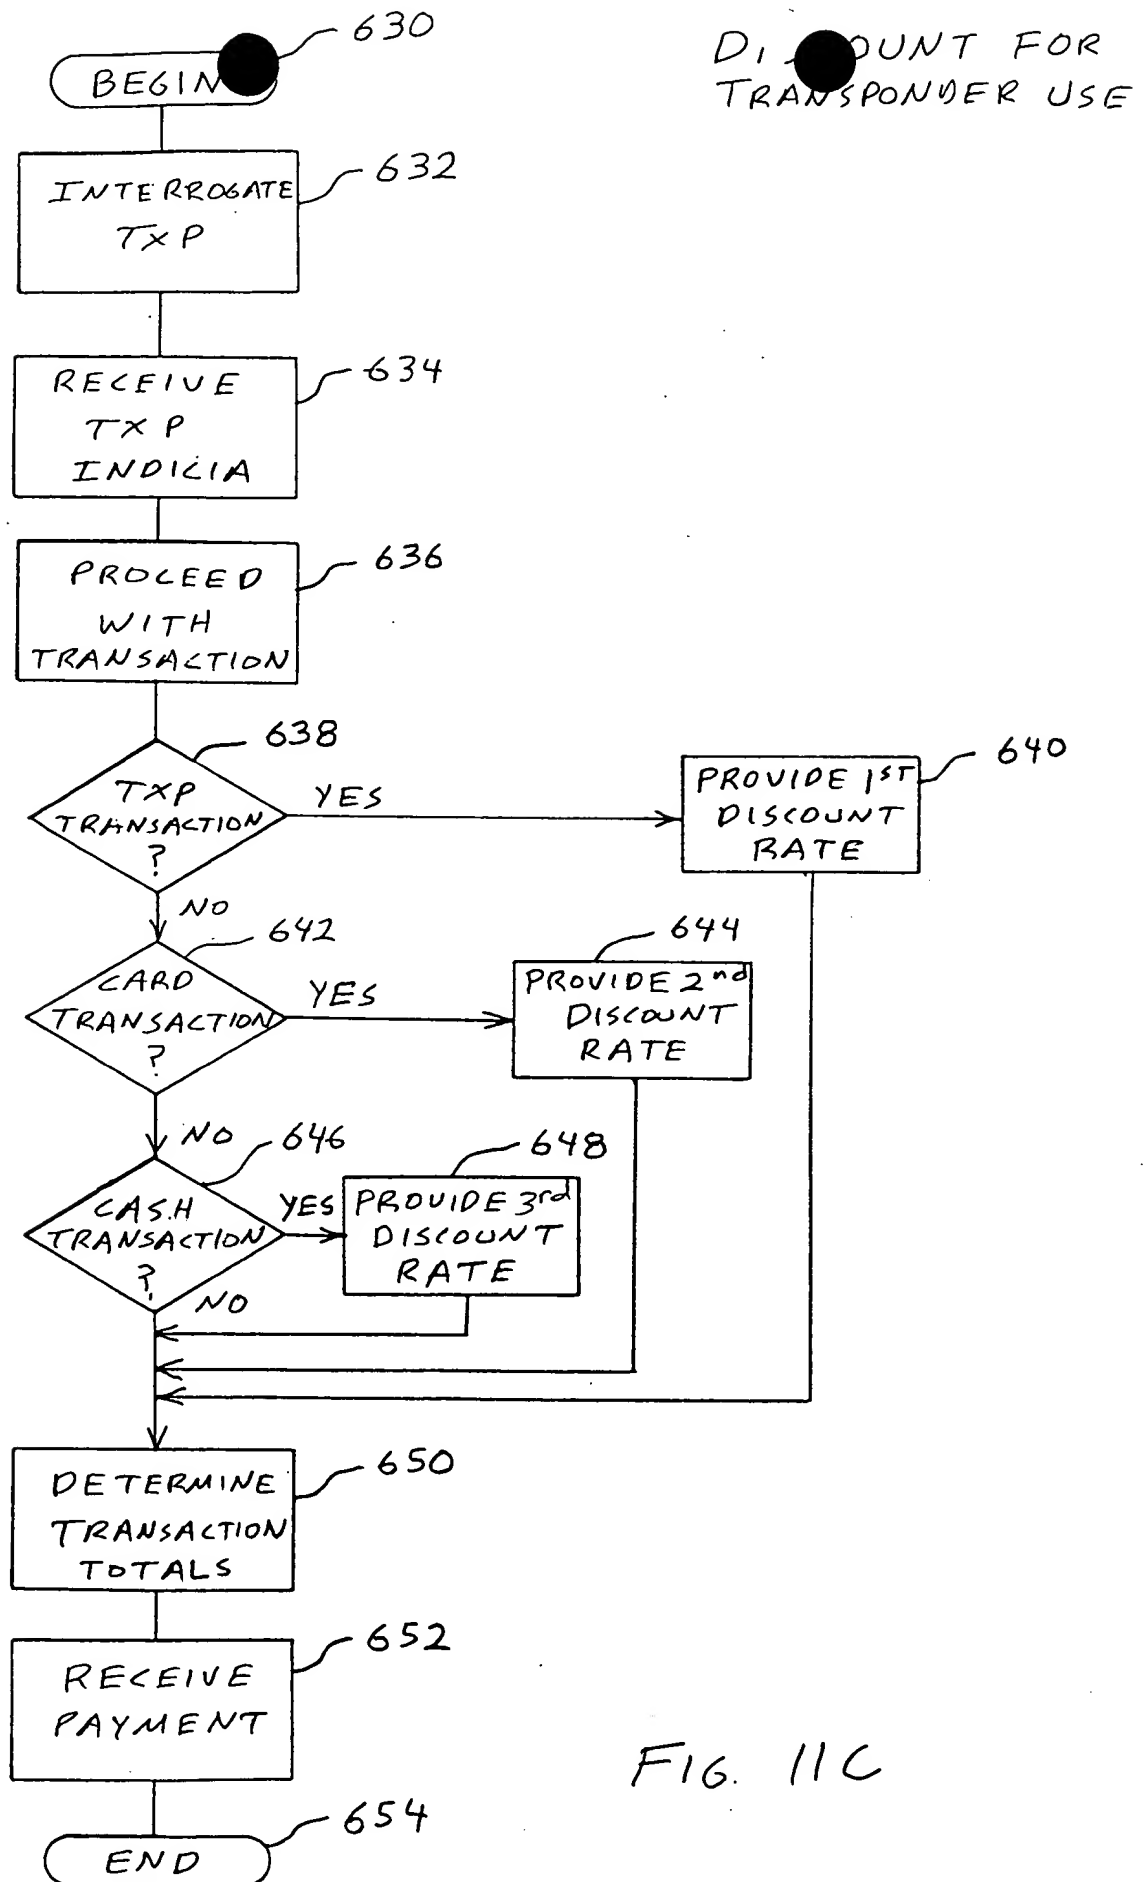 630
BEGIN
DI OUNT FOR
TRANSPONDER USE
632
INTERROGATE
TXP
634
RECEIVE
TXP
INDICIA
636
PROCEED
WITH
TRANSACTION
638
TXP
TRANSACTION
?
YES
640
PROVIDE 1ST
DISCOUNT
RATE
NO
642
CARD
TRANSACTION
?
YES
644
PROVIDE 2nd
DISCOUNT
RATE
NO
646
CASH
TRANSACTION
?
YES
648
PROVIDE 3rd
DISCOUNT
RATE
NO
650
DETERMINE
TRANSACTION
TOTALS
652
RECEIVE
PAYMENT
654
END
FIG. 11C